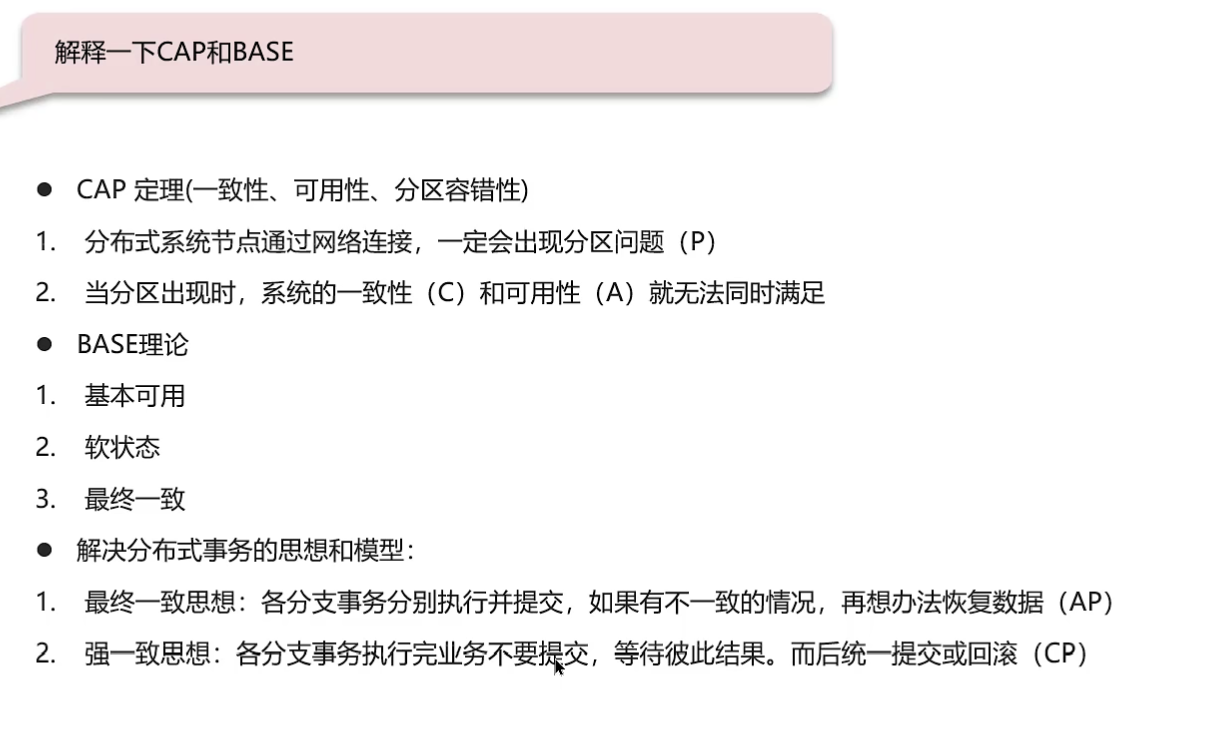 解释一下CAP和BASE
● CAP 定理(一致性、可用性、分区容错性)
1. 分布式系统节点通过网络连接，一定会出现分区问题（P）
2. 当分区出现时，系统的一致性（C）和可用性（A）就无法同时满足
● BASE理论
1. 基本可用
2. 软状态
3. 最终一致
● 解决分布式事务的思想和模型：
1. 最终一致思想：各分支事务分别执行并提交，如果有不一致的情况，再想办法恢复数据（AP）
2. 强一致思想：各分支事务执行完业务不要提交，等待彼此结果。而后统一提交或回滚（CP）